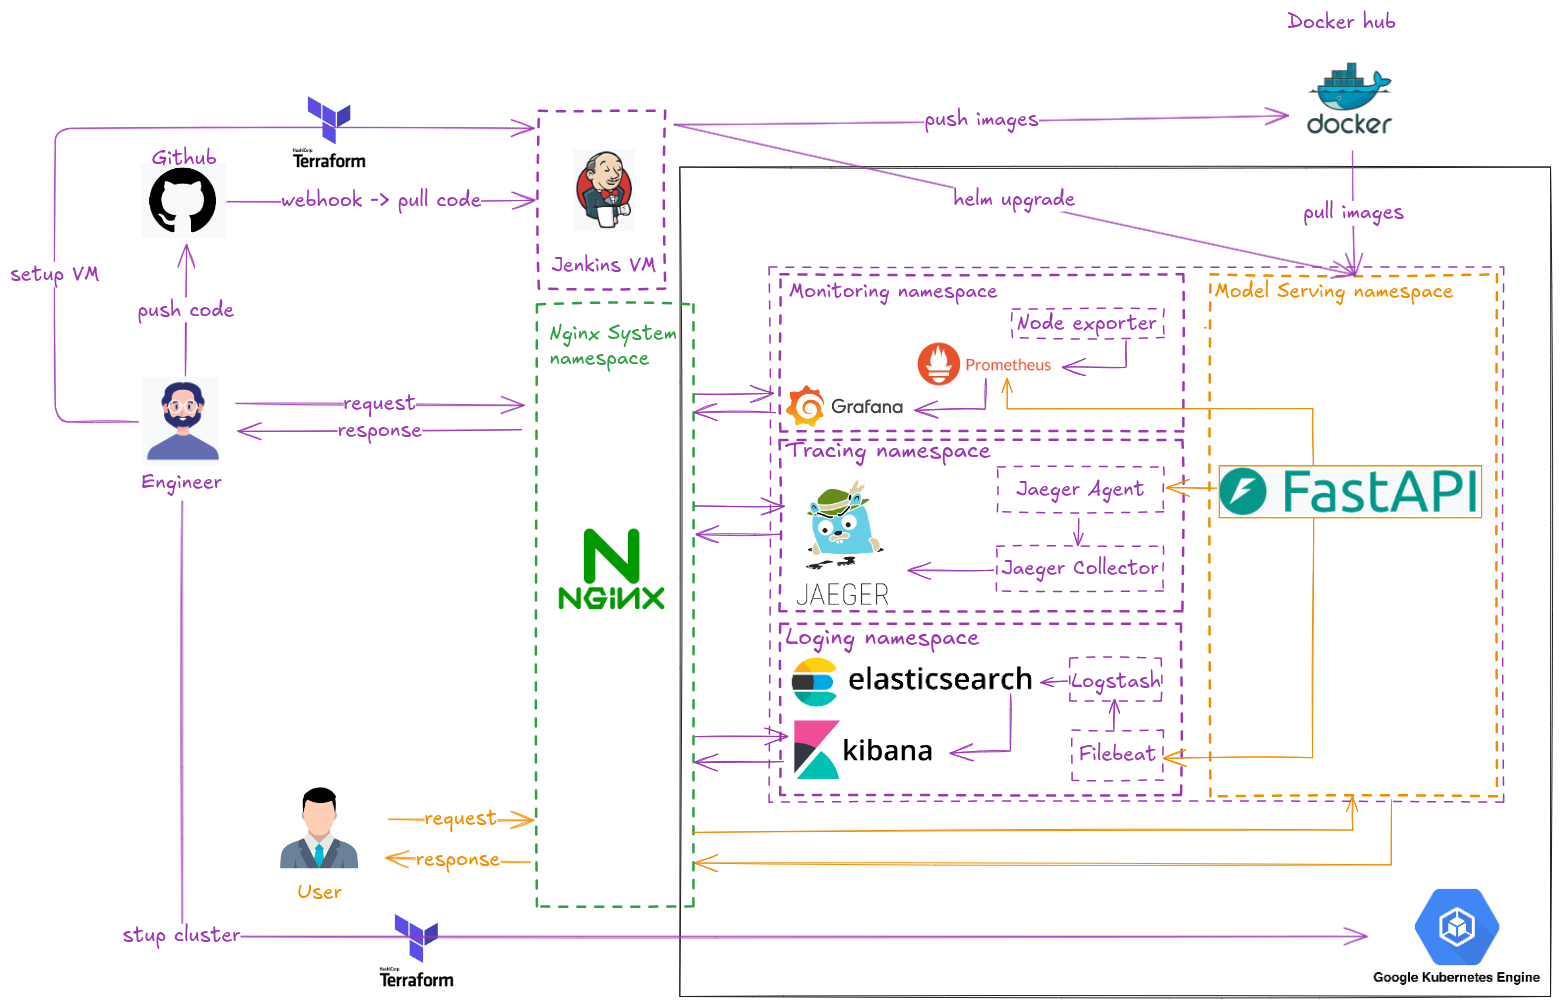 Docker hub
docker
HashiCorp
Terraform
Github
push images
webhook -> pull code
helm upgrade
pull images
Jenkins VM
setup VM
push code
Monitoring namespace
Model Serving namespace
Node exporter
Nginx System
namespace
Prometheus
request
Grafana
response
Tracing namespace
Engineer
Jaeger Agent
FastAPI
NGINX
Jaeger Collector
JAEGER
Loging namespace
elasticsearch
Logstash
kibana
Filebeat
request
response
User
stup cluster
HashiCorp
Terraform
Google Kubernetes Engine